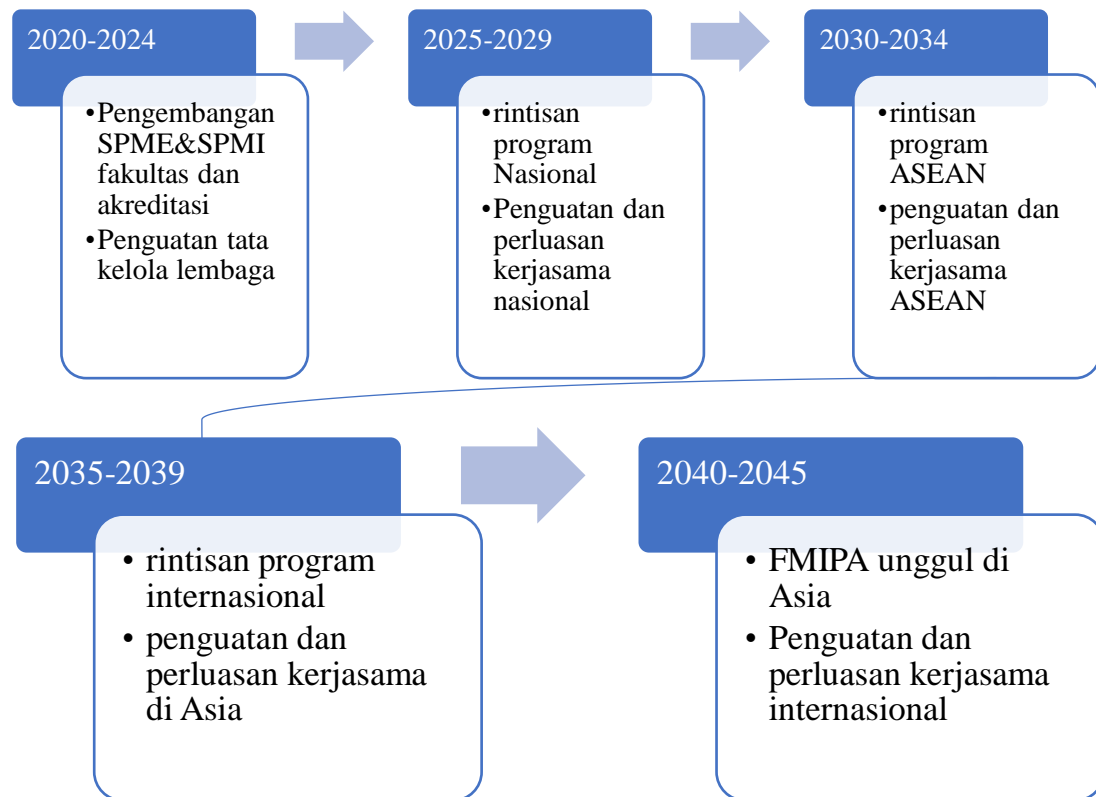 2020-2024
•Pengembangan
SPME&SPMI
fakultas dan
akreditasi
•Penguatan tata
kelola lembaga
2025-2029
•rintisan
program
Nasional
•Penguatan dan
perluasan
kerjasama
nasional
2030-2034
•rintisan
program
ASEAN
•penguatan dan
perluasan
kerjasama
ASEAN
2035-2039
• rintisan program
internasional
• penguatan dan
perluasan kerjasama
di Asia
2040-2045
• FMIPA unggul di
Asia
• Penguatan dan
perluasan kerjasama
internasional